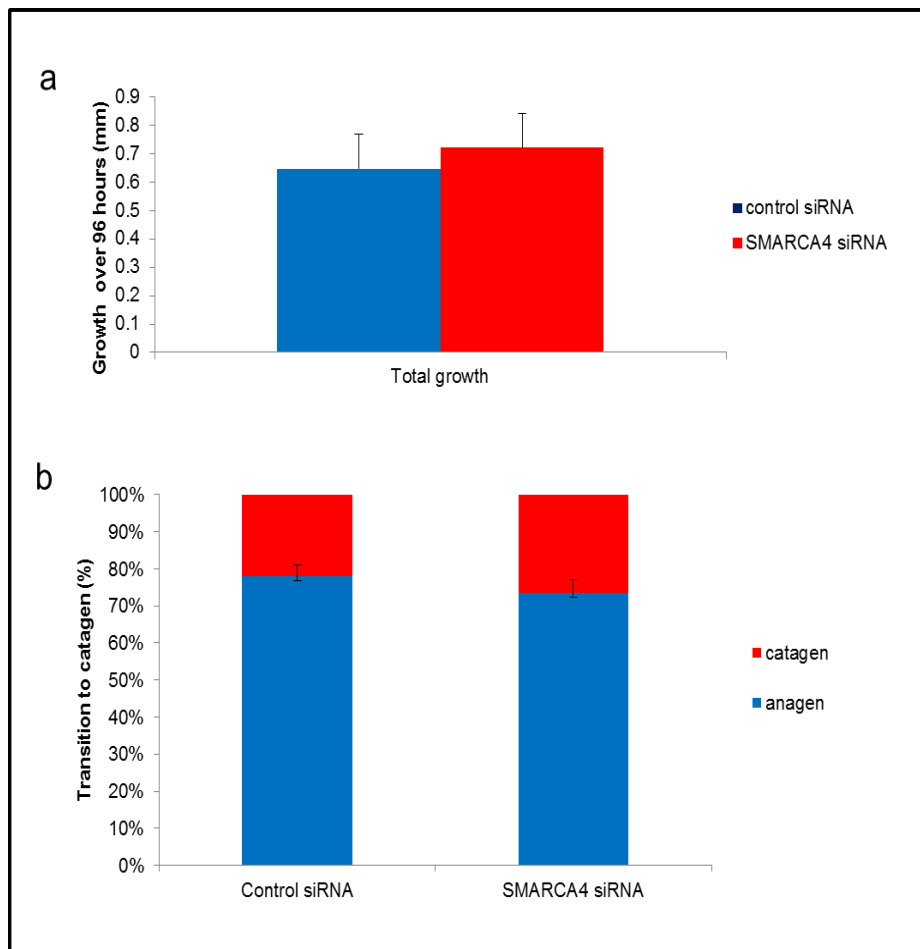 a
Growth over 96 hours (mm)
0.9
0.8
0.7
0.6
0.5
0.4
0.3
0.2
0.1
0
Total growth
control siRNA
SMARCA4 siRNA
b
Transition to catagen (%)
100%
90%
80%
70%
60%
50%
40%
30%
20%
10%
0%
Control siRNA
SMARCA4 siRNA
catagen
anagen